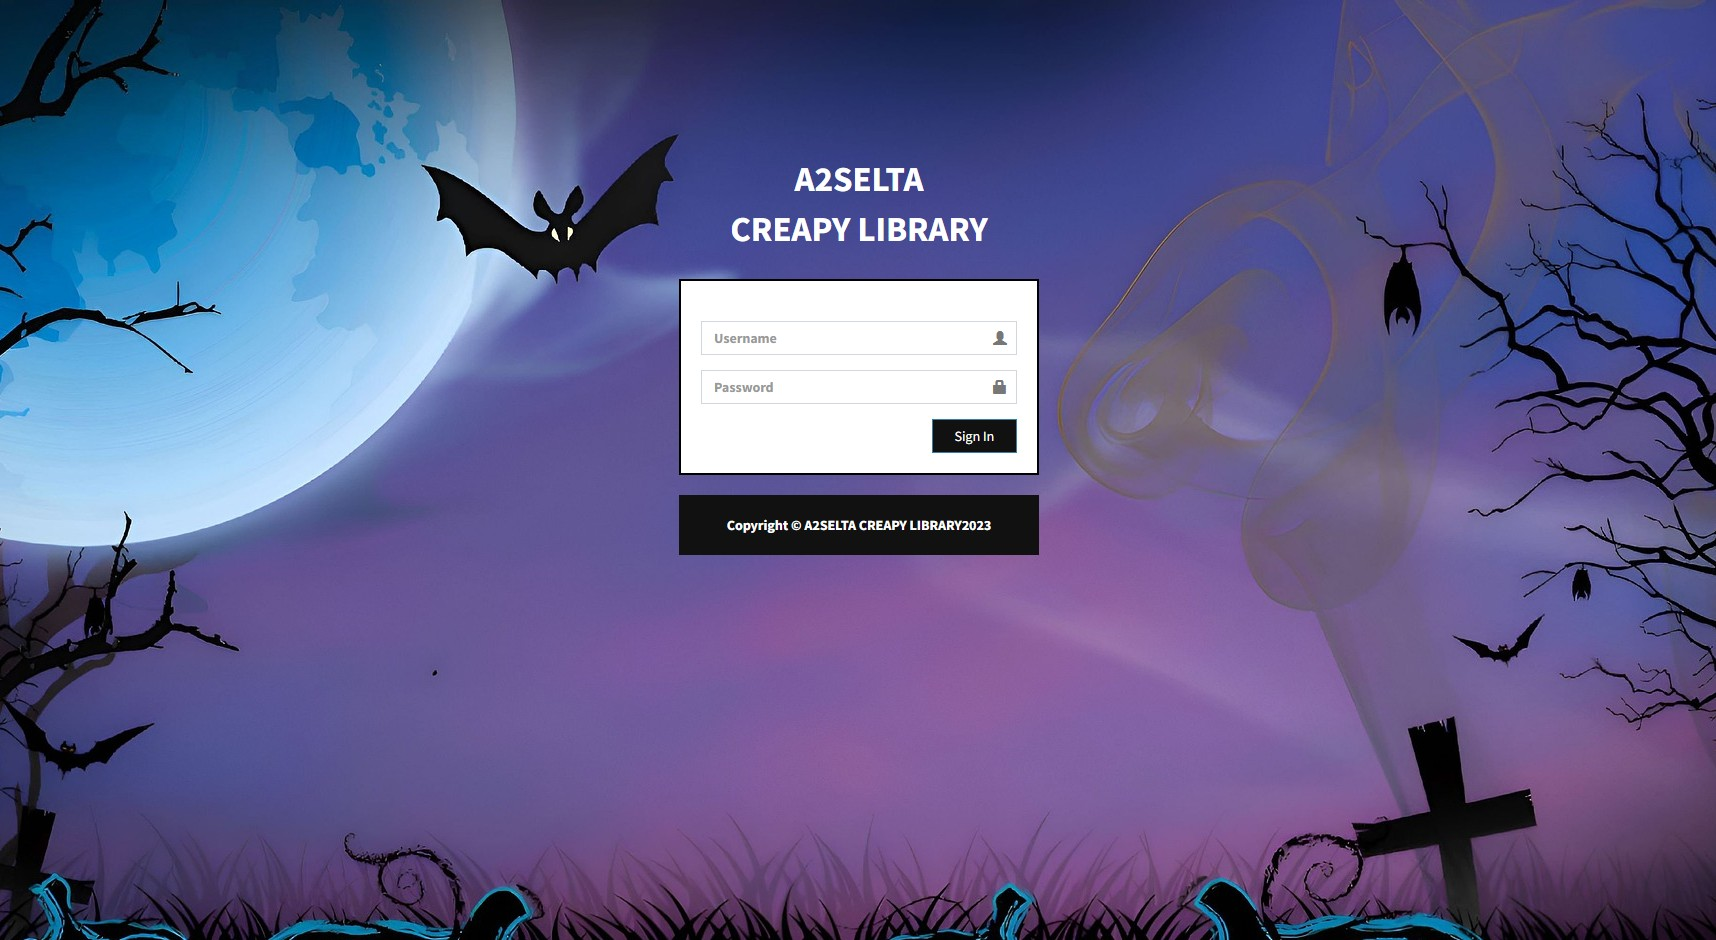 A2SELTA
CREAPY LIBRARY
Username
Password
Sign In
Copyright © A2SELTA CREAPY LIBRARY2023